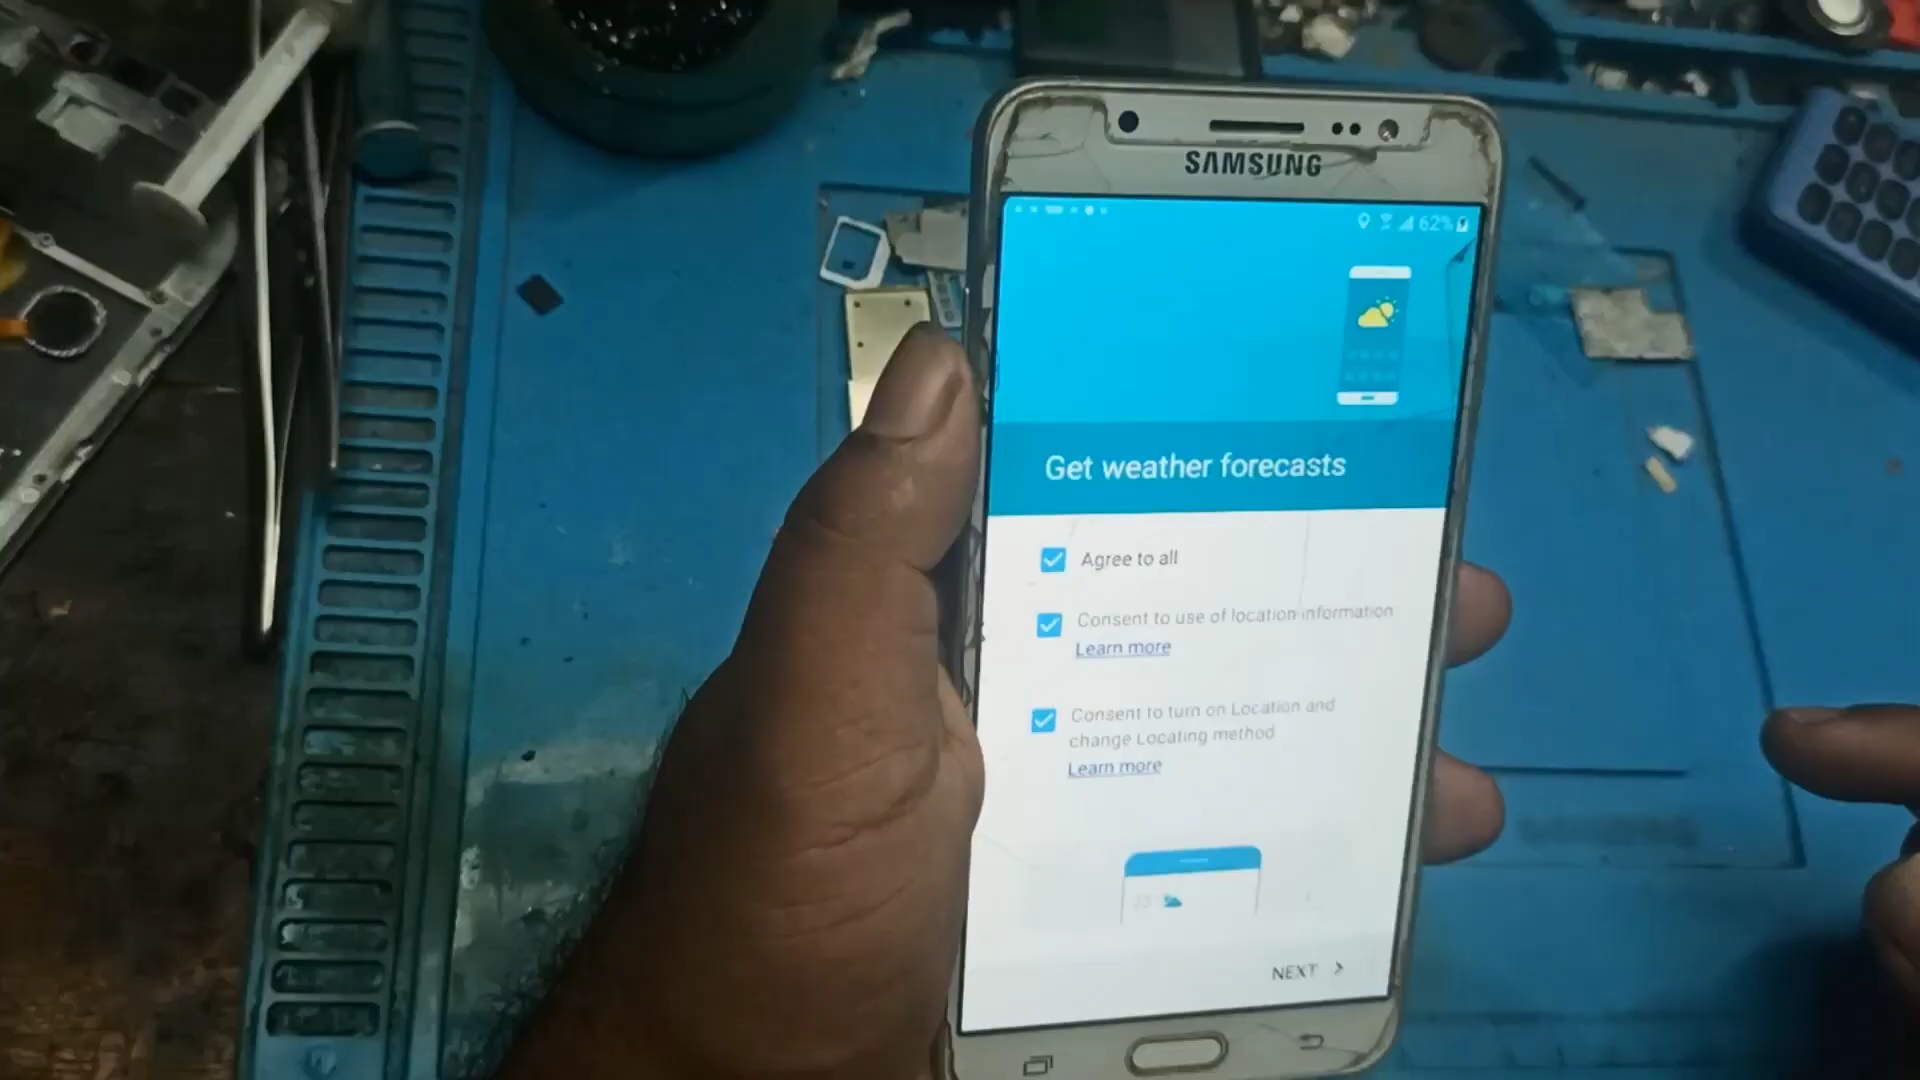 SAMSUNG
62%
Get weather forecasts
Agree to all
Consent to use of location information
Learn more
Consent to turn on Location and
change Locating method
Learn more
NEXT